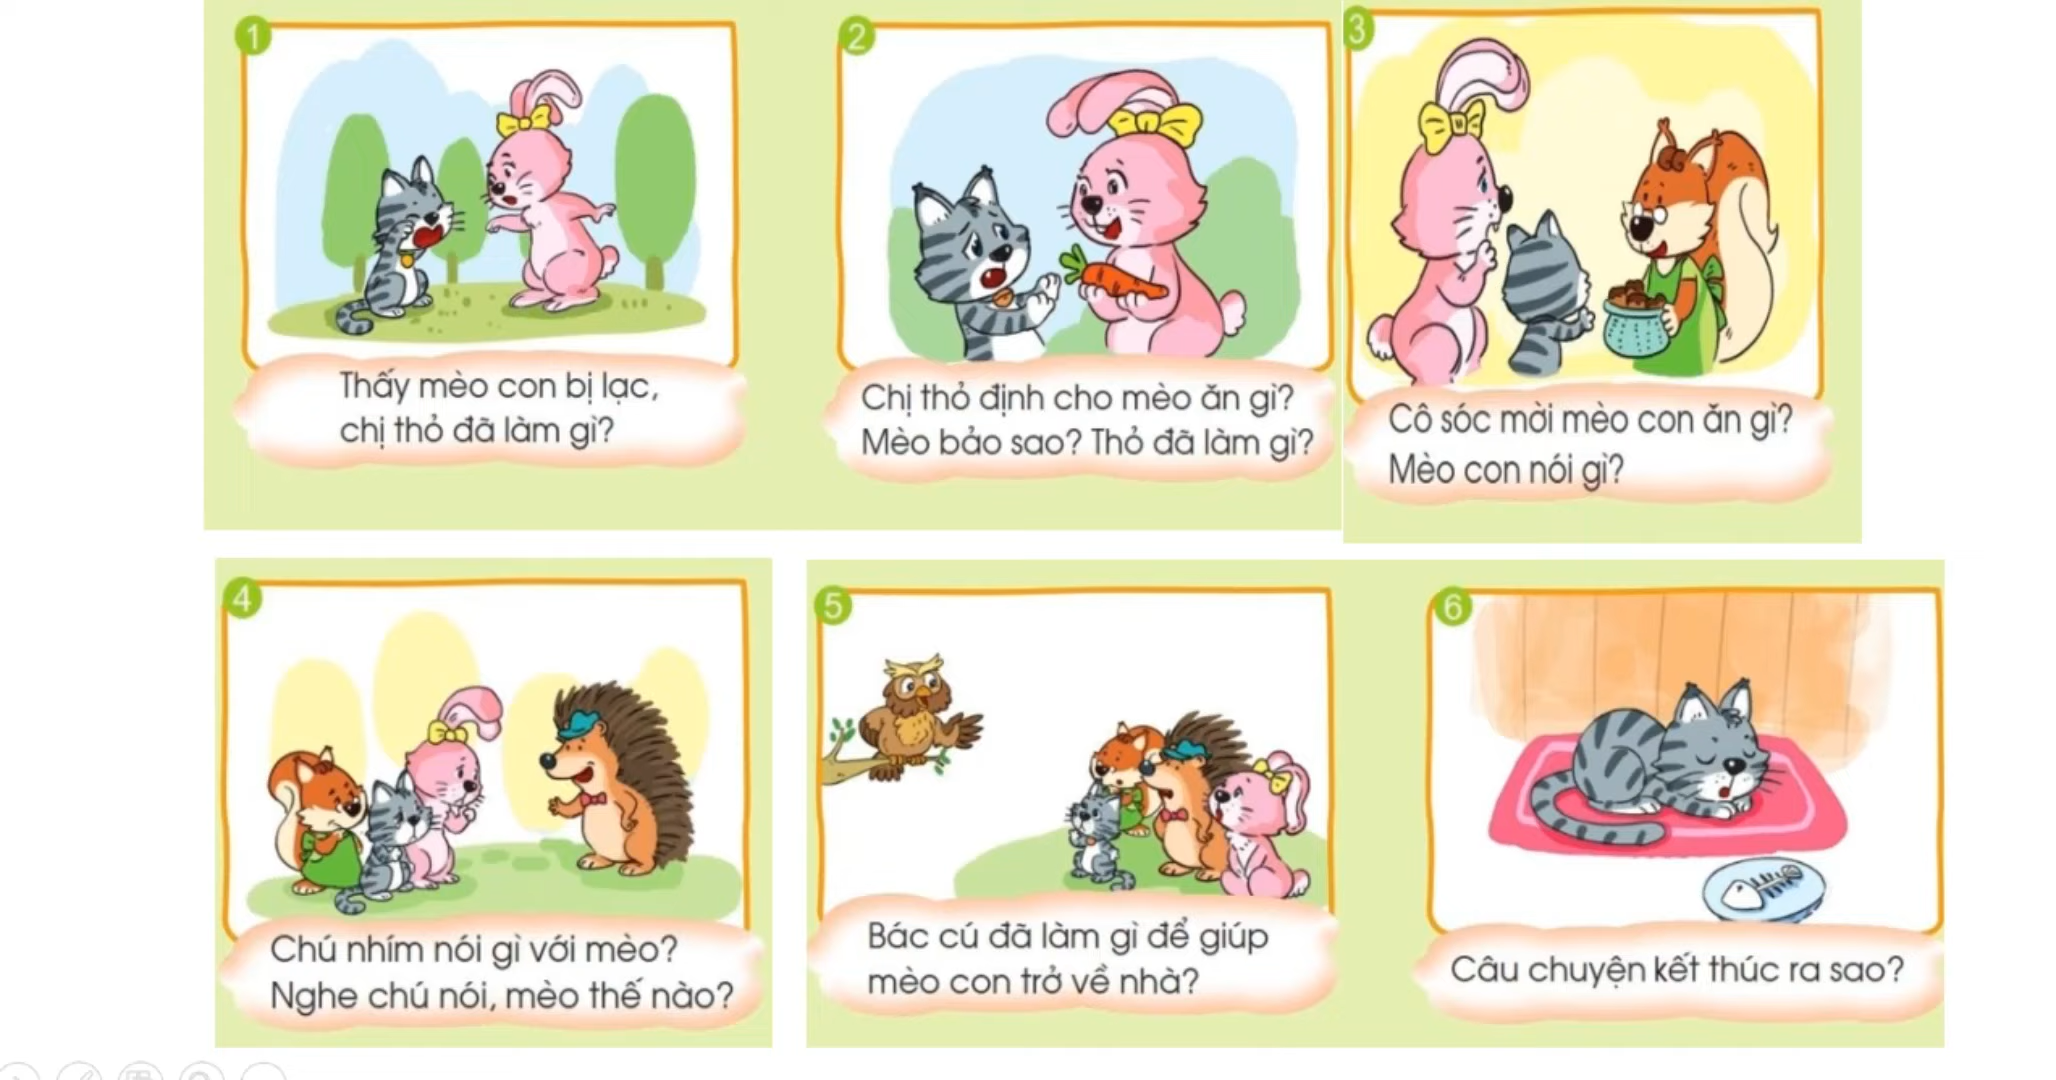 1
Thấy mèo con bị lạc,
chị thỏ đã làm gì?
2
Chị thỏ định cho mèo ăn gì?
Mèo bảo sao? Thỏ đã làm gì?
3
Cô sóc mời mèo con ăn gì?
Mèo con nói gì?
4
Chú nhím nói gì với mèo?
Nghe chú nói, mèo thế nào?
5
Bác cú đã làm gì để giúp
mèo con trở về nhà?
6
Câu chuyện kết thúc ra sao?